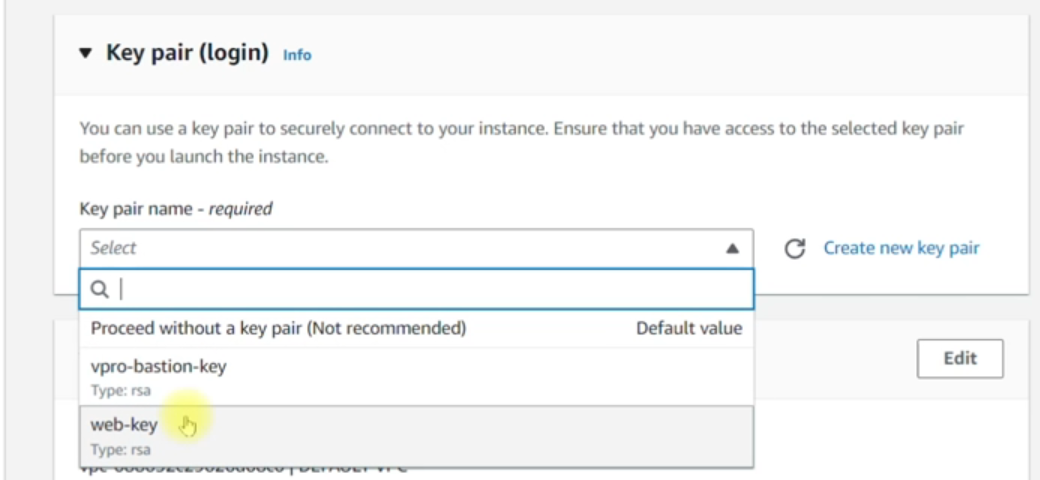 ▼ Key pair (login) Info
You can use a key pair to securely connect to your instance. Ensure that you have access to the selected key pair
before you launch the instance.
Key pair name - required
Select
Create new key pair
Proceed without a key pair (Not recommended) Default value
vpro-bastion-key
Type: rsa
Edit
web-key
Type: rsa